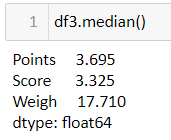 1 df3.median()
Points 3.695
Score 3.325
Weigh 17.710
dtype: float64